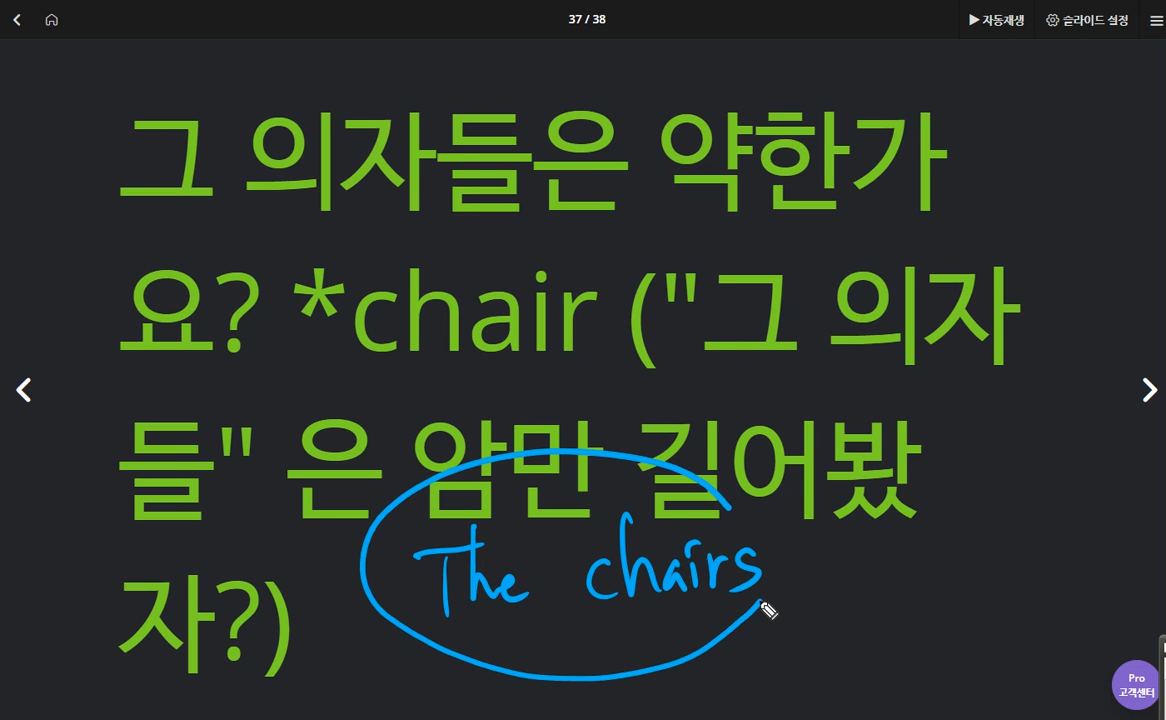 37 / 38
▶ 자동재생
슬라이드 설정
그 의자들은 약한가
요? *chair ("그 의자
들" 은 암만 길어봤
자?)
The chairs
Pro
고객센터